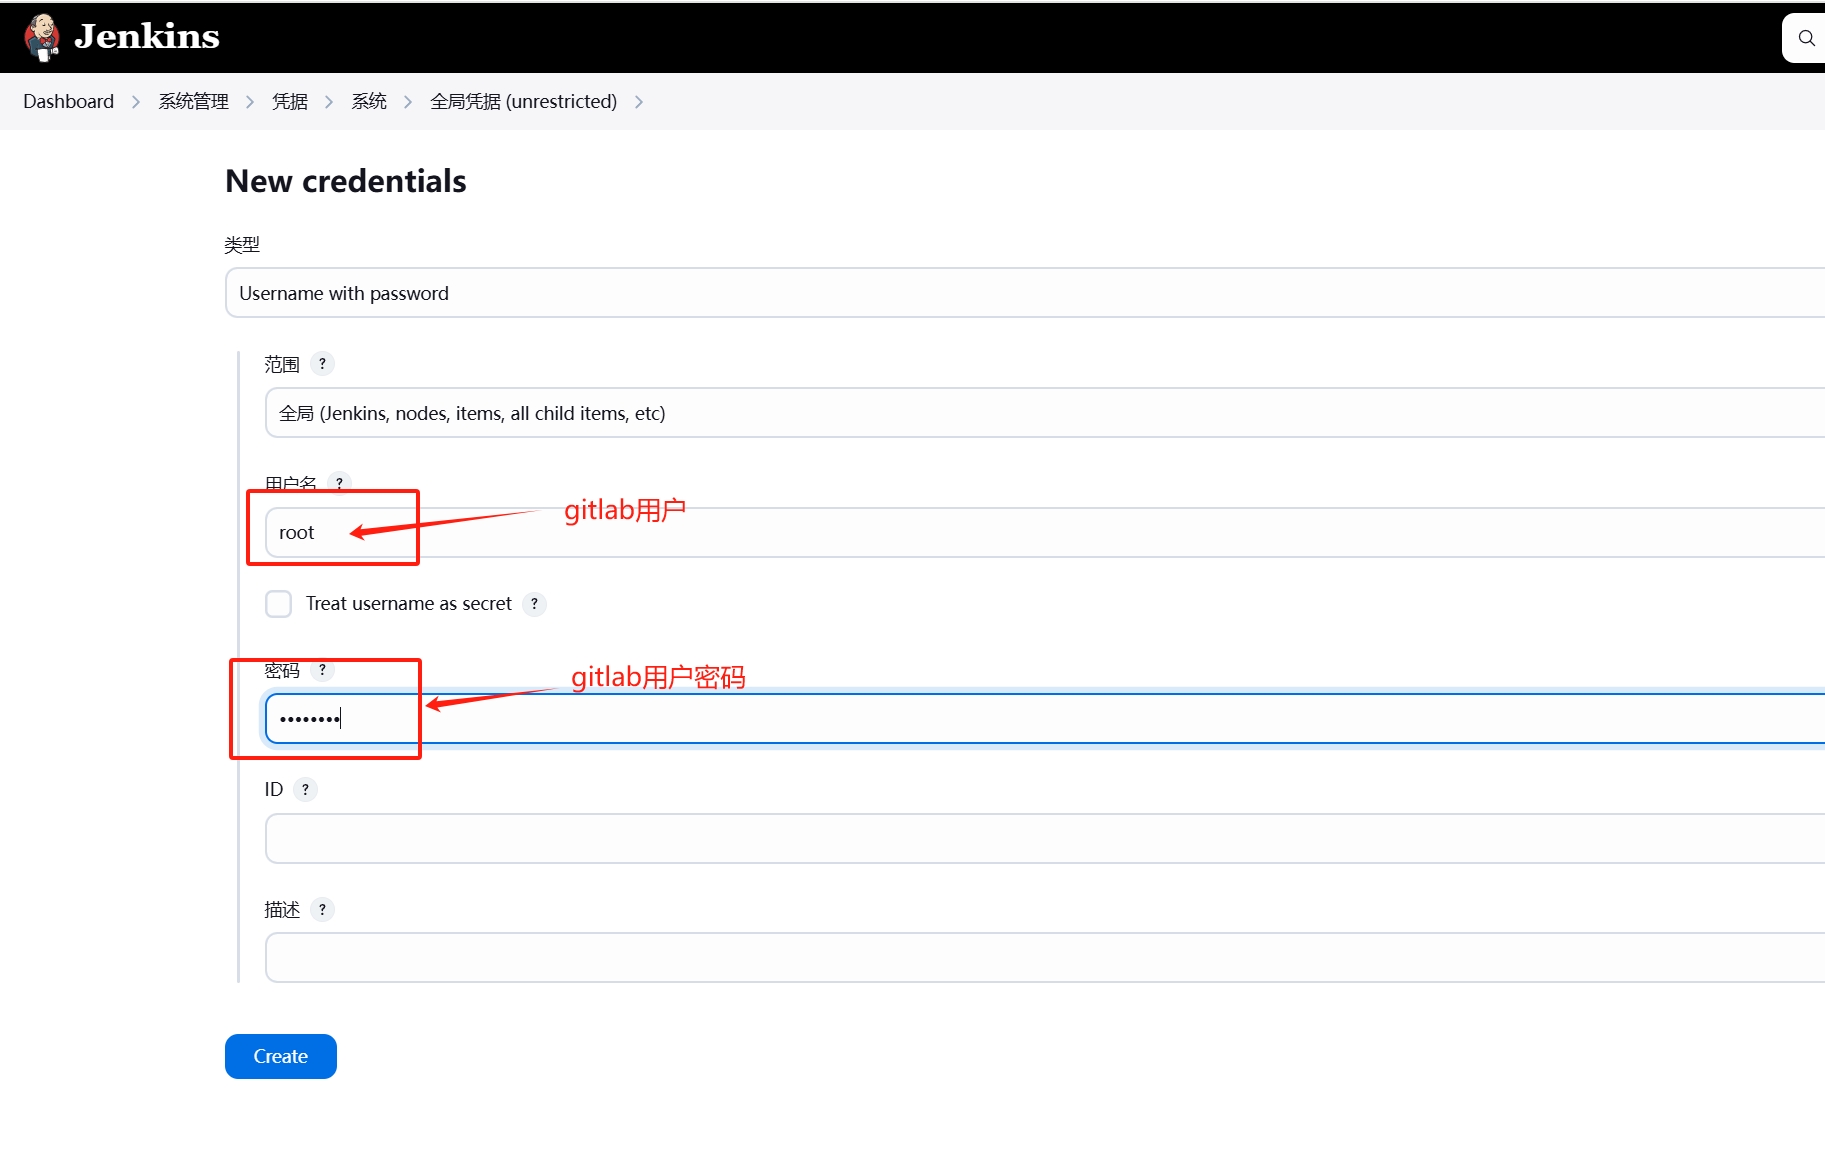 Jenkins
Dashboard 系统管理 凭据 系统 全局凭据 (unrestricted)
New credentials
类型
Username with password
范围 ?
全局 (Jenkins, nodes, items, all child items, etc)
用户名 ?
gitlab用户
root
Treat username as secret ?
密码 ?
gitlab用户密码
••••••••
ID ?
描述 ?
Create